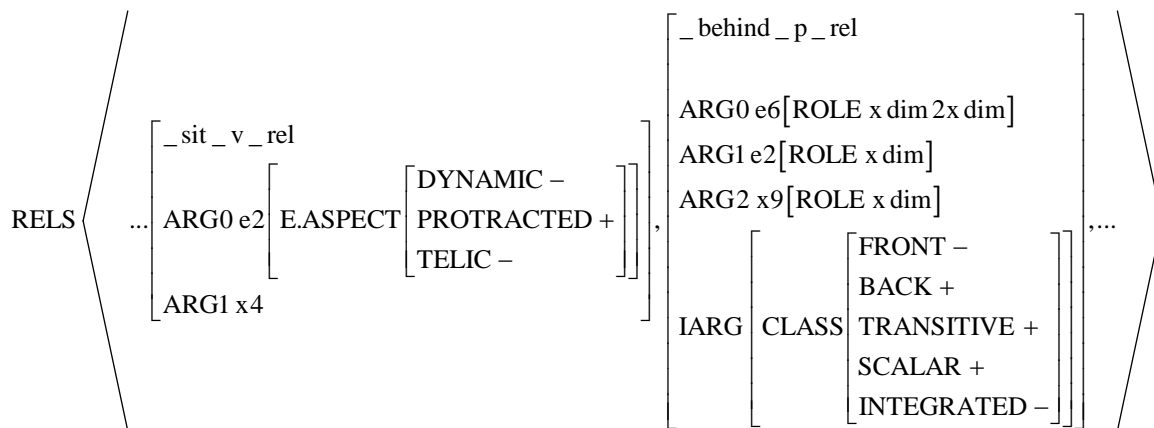 RELS
...
_ sit _ v _ rel
ARG0 e2 [E.ASPECT [DYNAMIC −
PROTRACTED +
TELIC −]]
ARG1 x4
,
_ behind _ p _ rel
ARG0 e6[ROLE x dim 2x dim]
ARG1 e2[ROLE x dim]
ARG2 x9[ROLE x dim]
IARG [CLASS [FRONT −
BACK +
TRANSITIVE +
SCALAR +
INTEGRATED −]]
,...